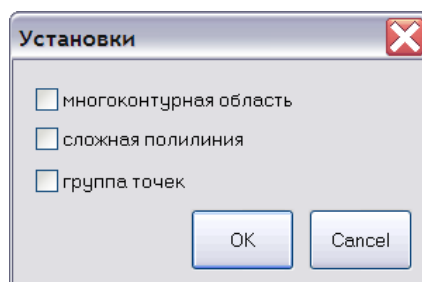 Установки
многоконтурная область
сложная полилиния
группа точек
OK Cancel